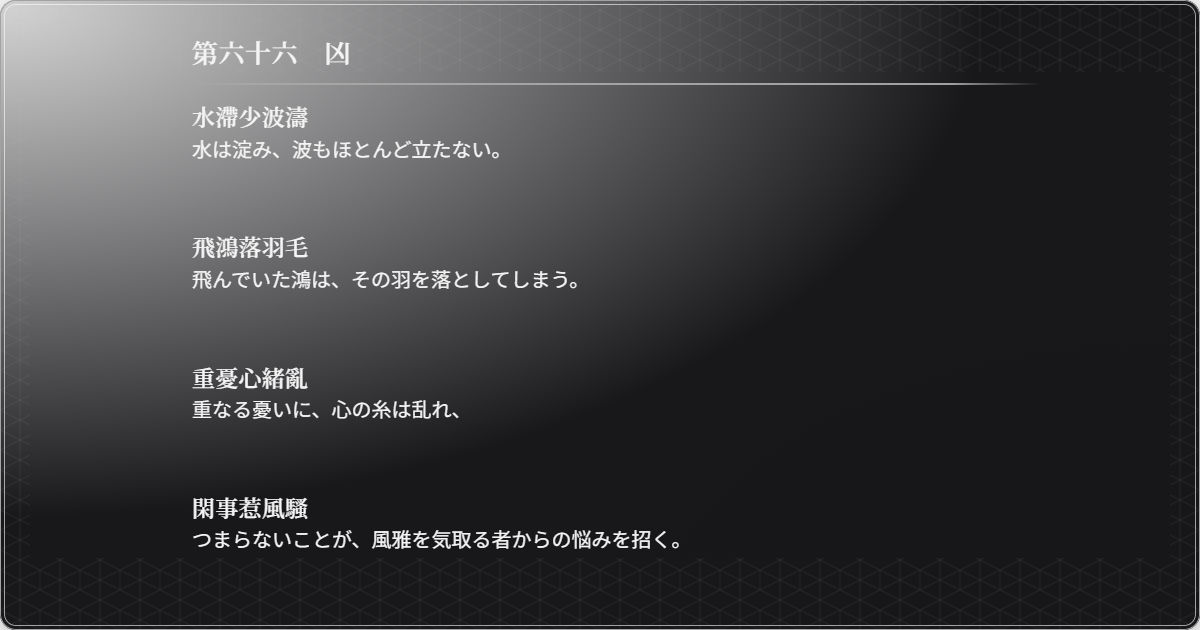 第六十六　凶
水滯少波濤
水は淀み、波もほとんど立たない。
飛鴻落羽毛
飛んでいた鴻は、その羽を落としてしまう。
重憂心緒亂
重なる憂いに、心の糸は乱れ、
閑事惹風騷
つまらないことが、風雅を気取る者からの悩みを招く。